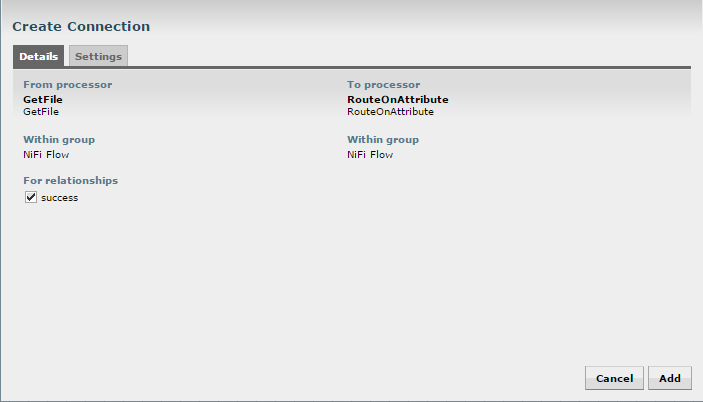 Create Connection
Details Settings
From processor To processor
GetFile RouteOnAttribute
GetFile RouteOnAttribute
Within group Within group
NiFi Flow NiFi Flow
For relationships
success
Cancel Add